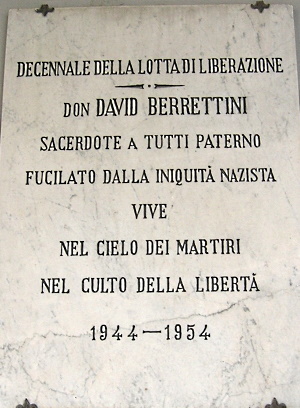 DECENNALE DELLA LOTTA DI LIBERAZIONE
DON DAVID BERRETTINI
SACERDOTE A TUTTI PATERNO
FUCILATO DALLA INIQUITÀ NAZISTA
VIVE
NEL CIELO DEI MARTIRI
NEL CULTO DELLA LIBERTÀ
1944—1954